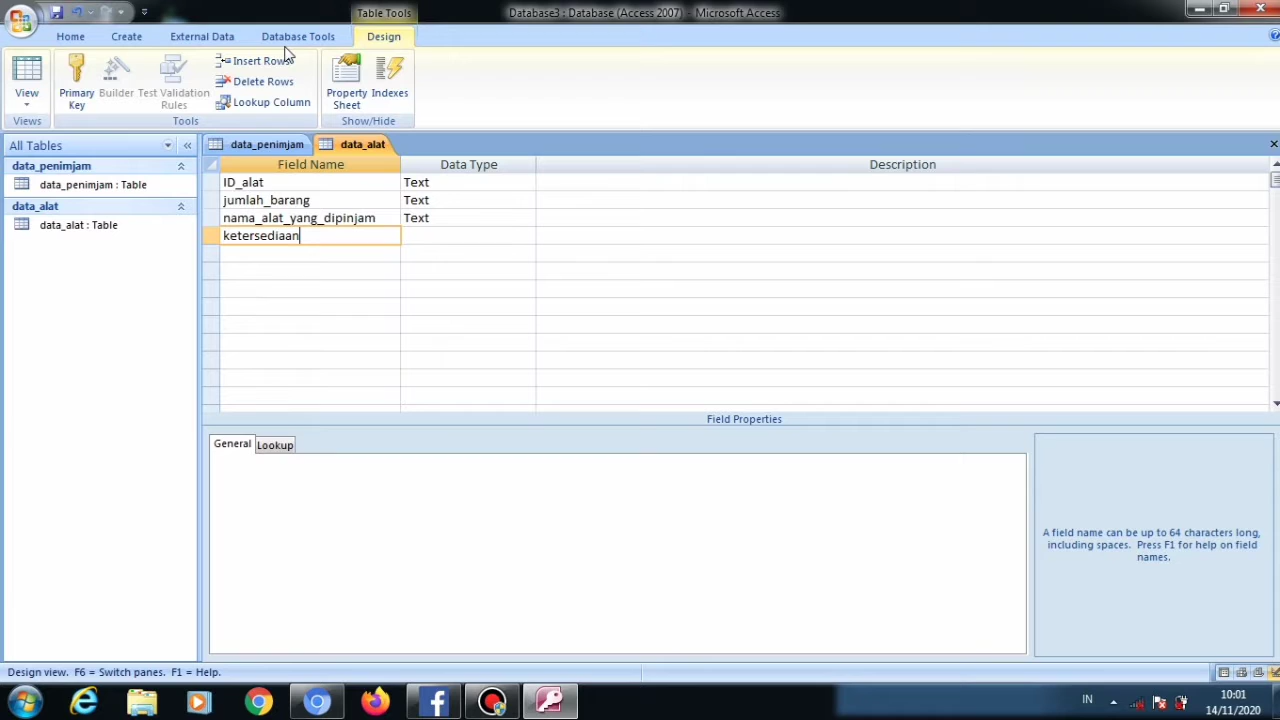 Table Tools
Database3 : Database (Access 2007) - Microsoft Access
Home
Create
External Data
Database Tools
Design
View
Primary Key
Builder
Test Validation Rules
Insert Rows
Delete Rows
Lookup Column
Property Sheet
Indexes
Views
Tools
Show/Hide
All Tables
data_penimjam
data_penimjam : Table
data_alat
data_alat : Table
data_penimjam
data_alat
Field Name
Data Type
Description
ID_alat
Text
jumlah_barang
Text
nama_alat_yang_dipinjam
Text
ketersediaan
Field Properties
General
Lookup
A field name can be up to 64 characters long,
including spaces. Press F1 for help on field
names.
Design view. F6 = Switch panes. F1 = Help.
IN
10:01
14/11/2020